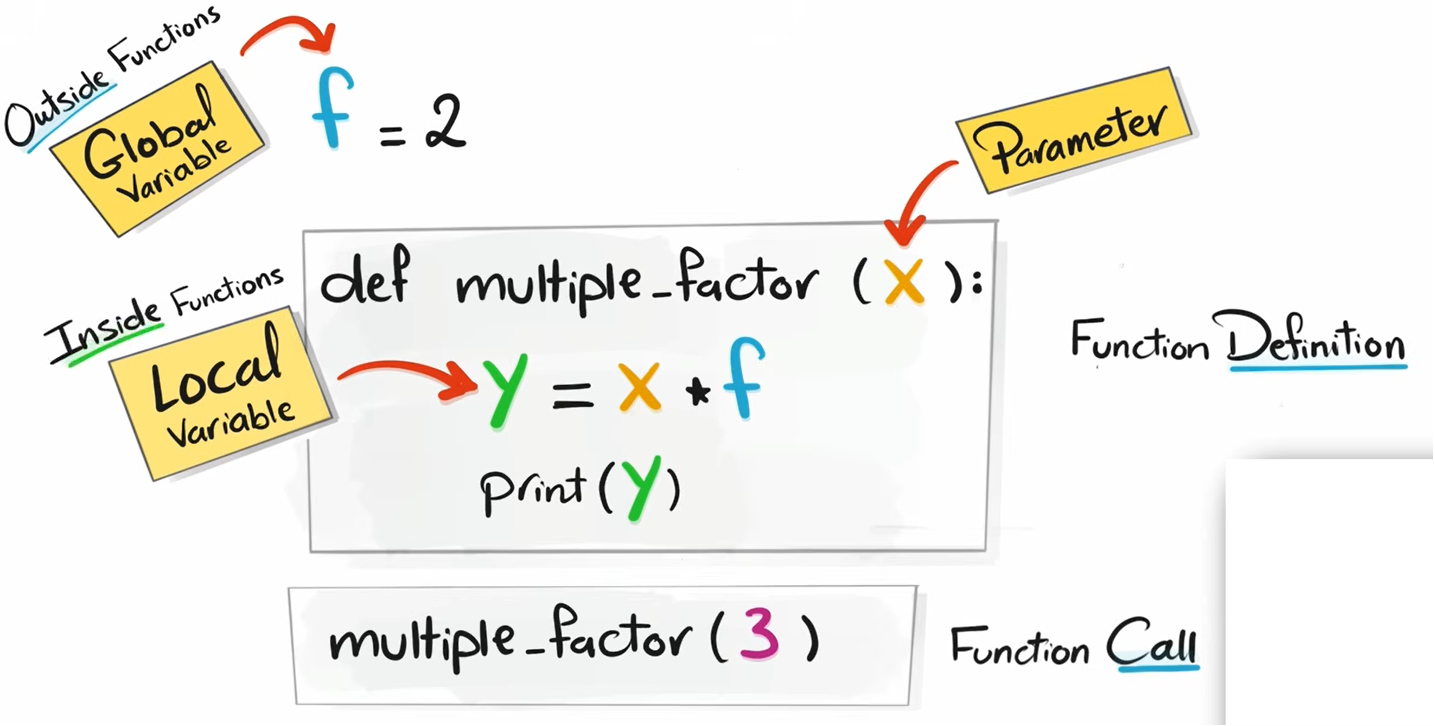 Outside Functions
Global
Variable
f = 2
Parameter
def multiple_factor (x):
Inside Functions
Local
Variable
y = x * f
print(y)
Function Definition
multiple_factor(3)
Function Call